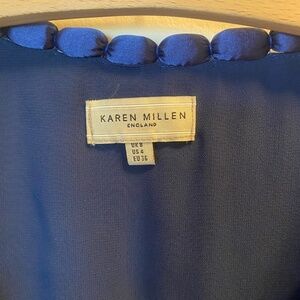 KAREN MILLEN
ENGLAND
UK 8
US 4
EU 36